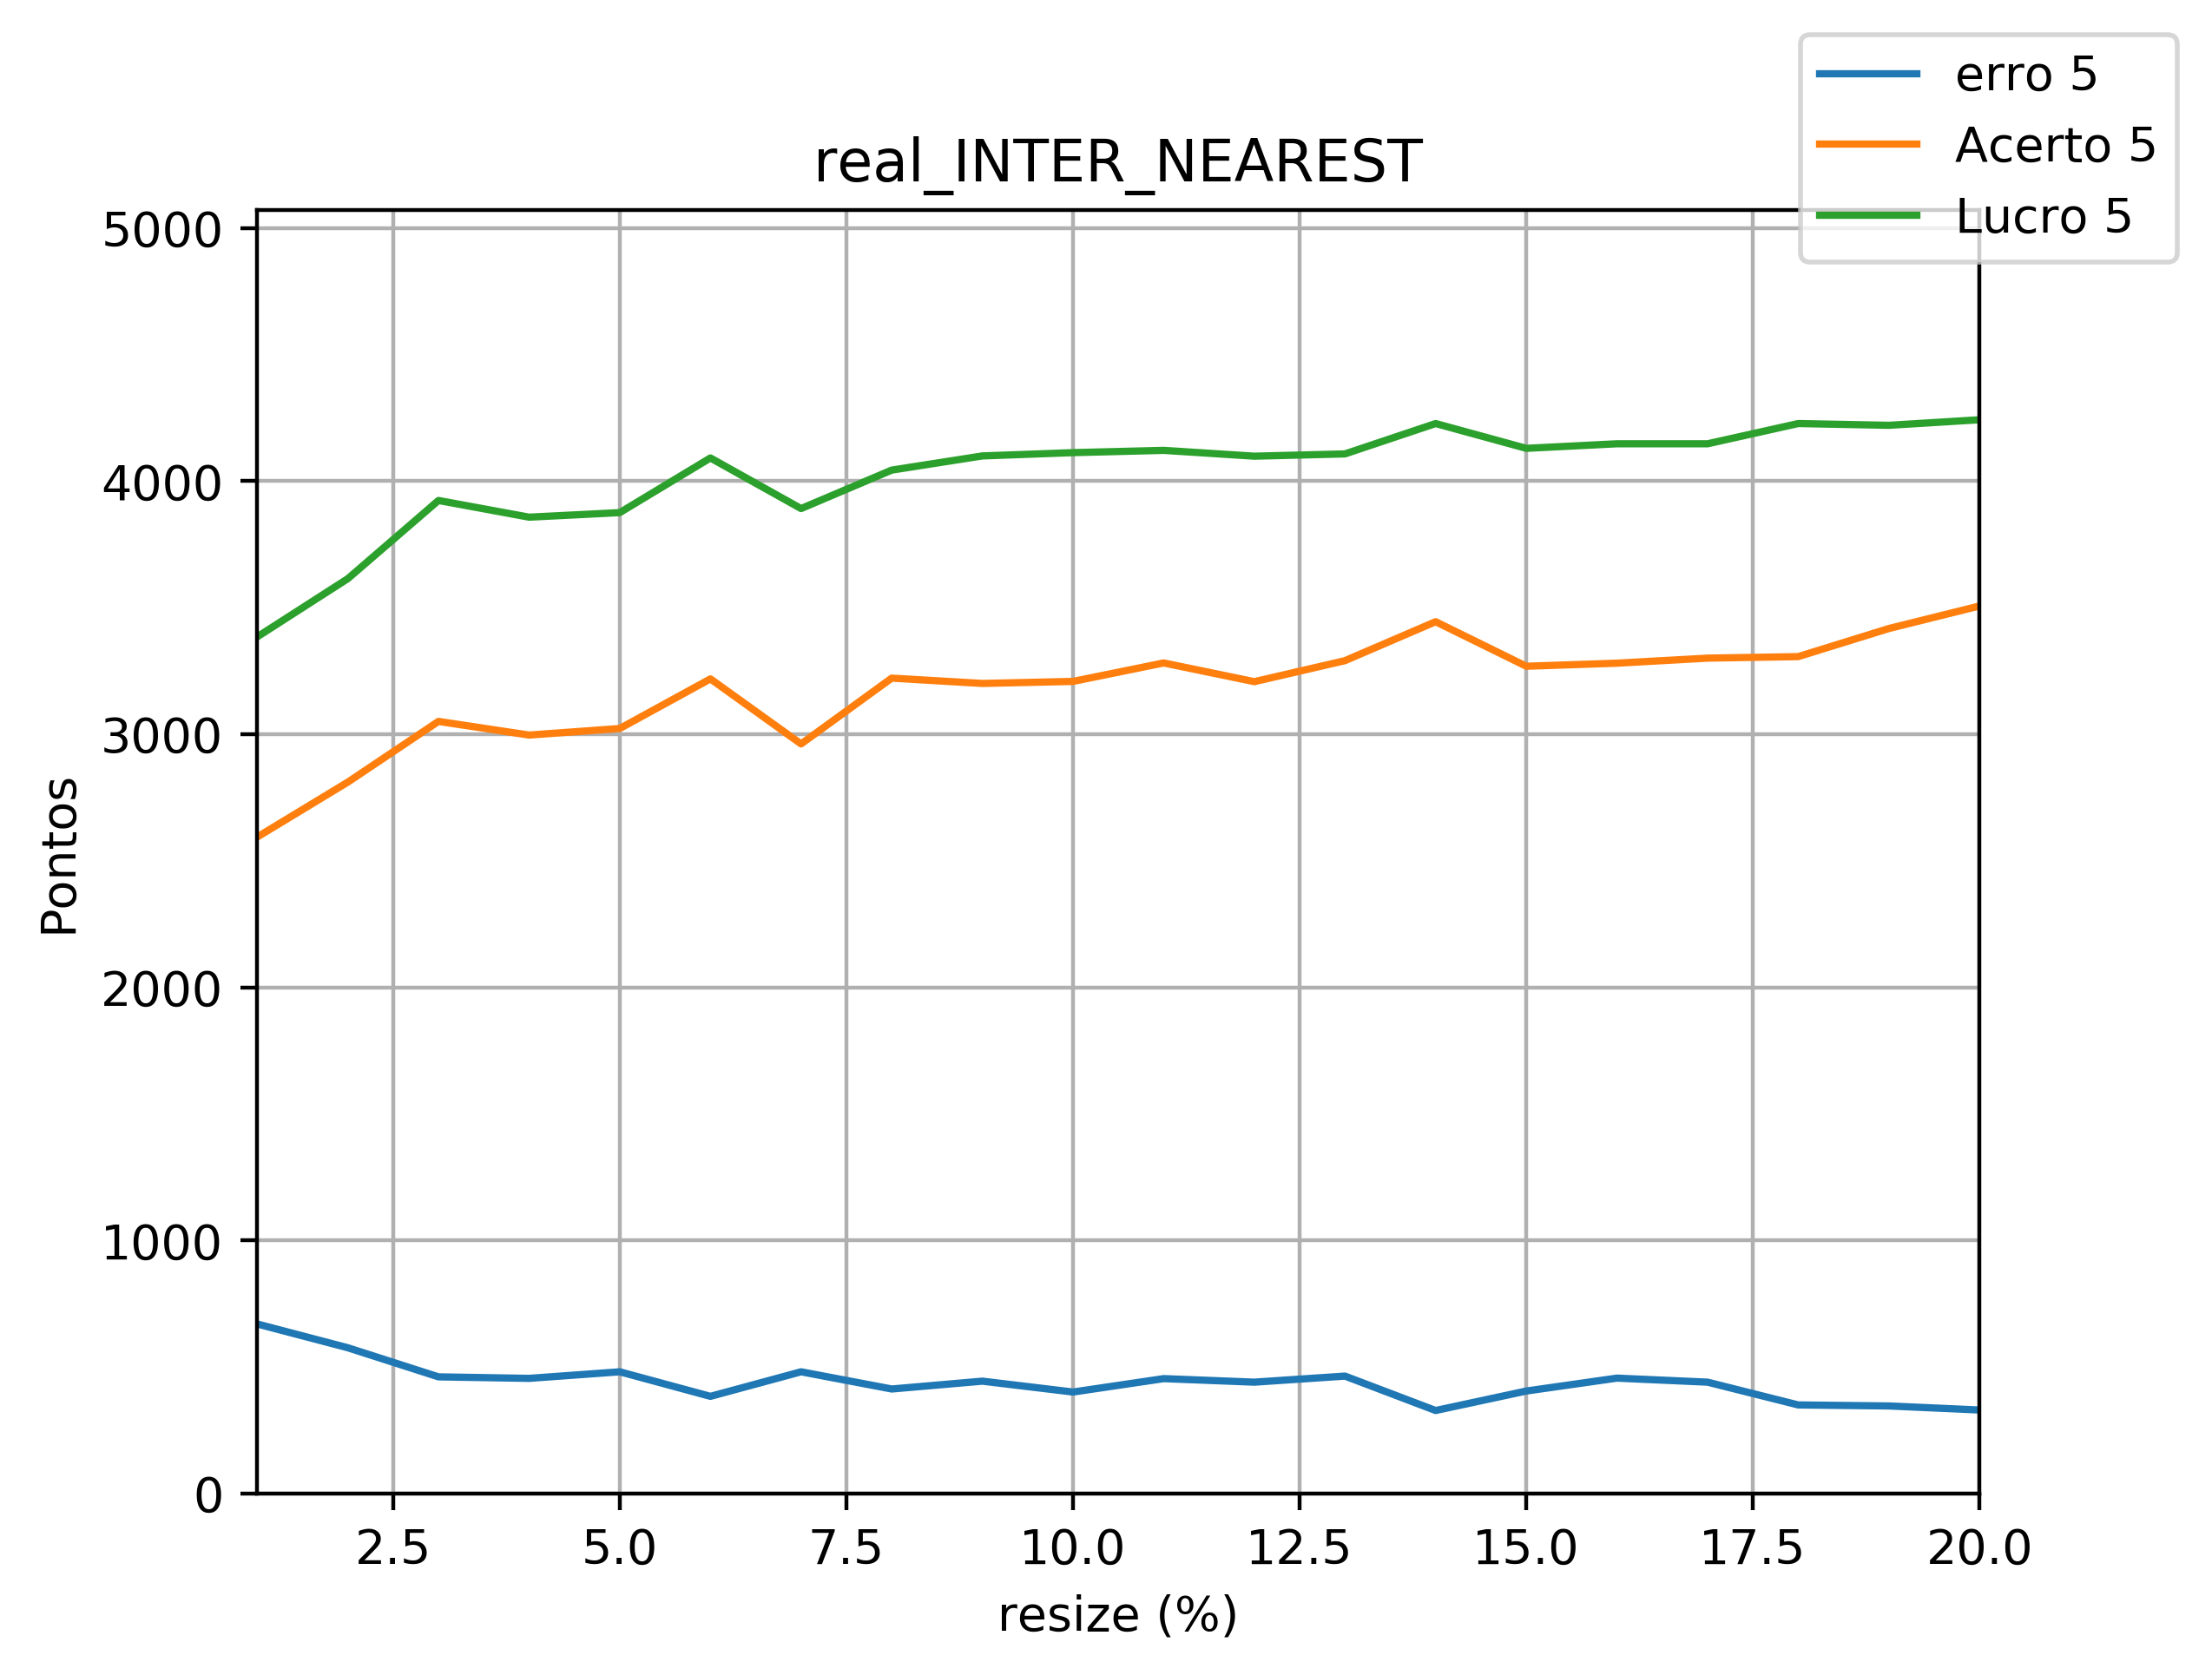 erro 5
Acerto 5
Lucro 5
real_INTER_NEAREST
5000
4000
3000
2000
1000
0
Pontos
2.5 5.0 7.5 10.0 12.5 15.0 17.5 20.0
resize (%)